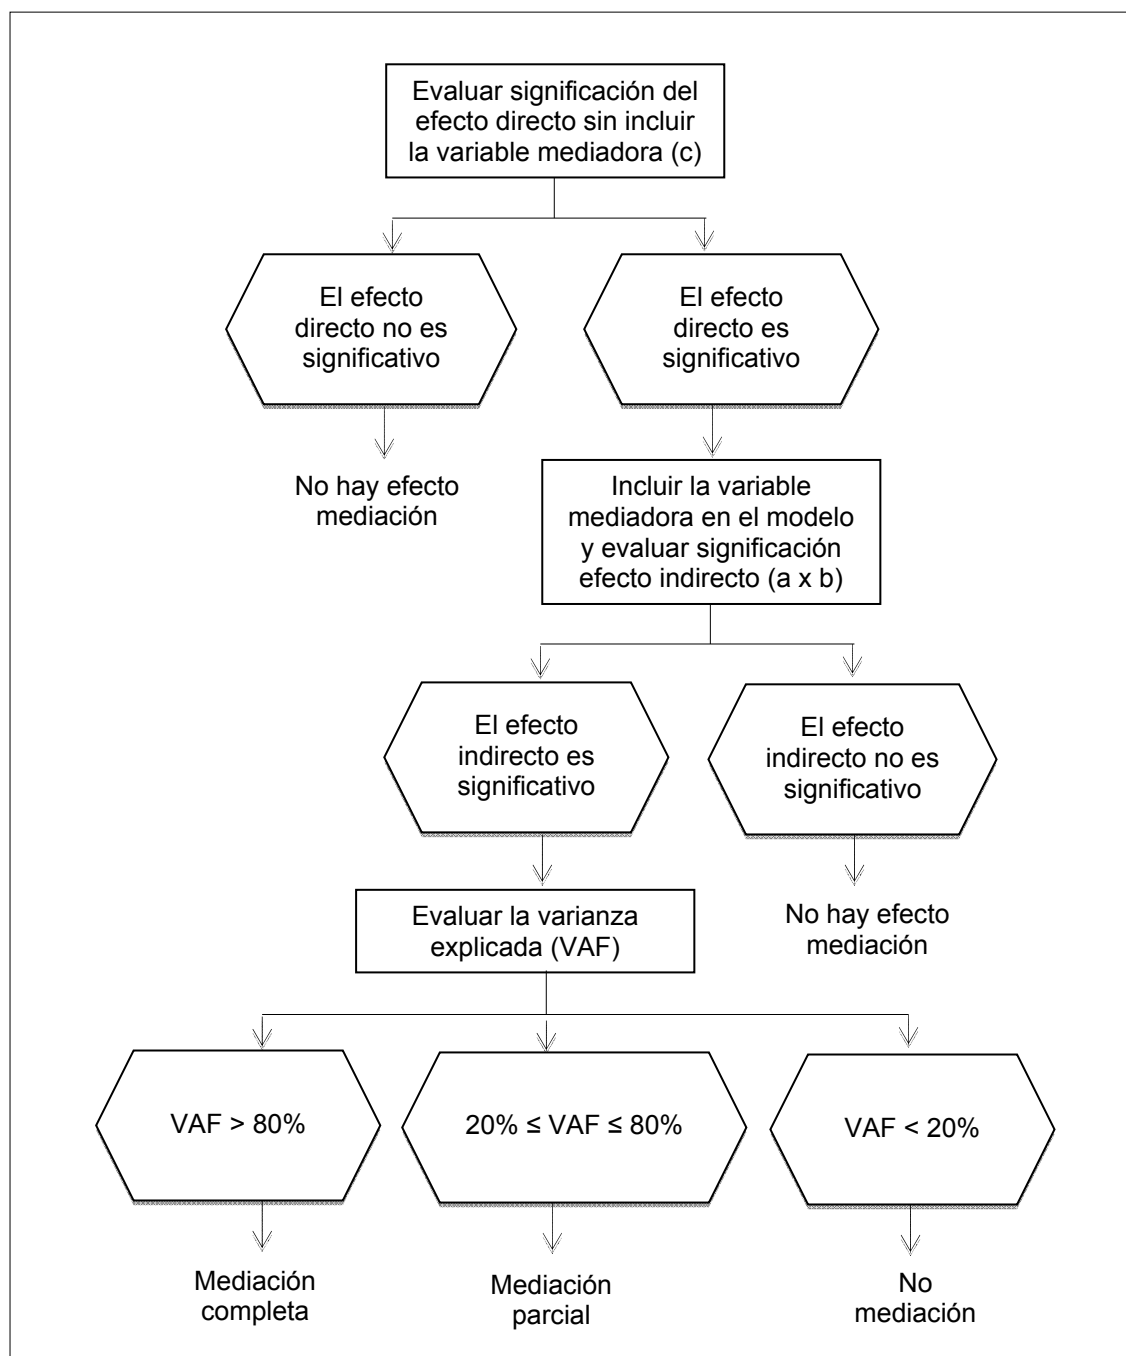 Evaluar significación del
efecto directo sin incluir
la variable mediadora (c)
El efecto
directo no es
significativo
El efecto
directo es
significativo
No hay efecto
mediación
Incluir la variable
mediadora en el modelo
y evaluar significación
efecto indirecto (a x b)
El efecto
indirecto es
significativo
El efecto
indirecto no es
significativo
Evaluar la varianza
explicada (VAF)
No hay efecto
mediación
VAF > 80%
20% ≤ VAF ≤ 80%
VAF < 20%
Mediación
completa
Mediación
parcial
No
mediación